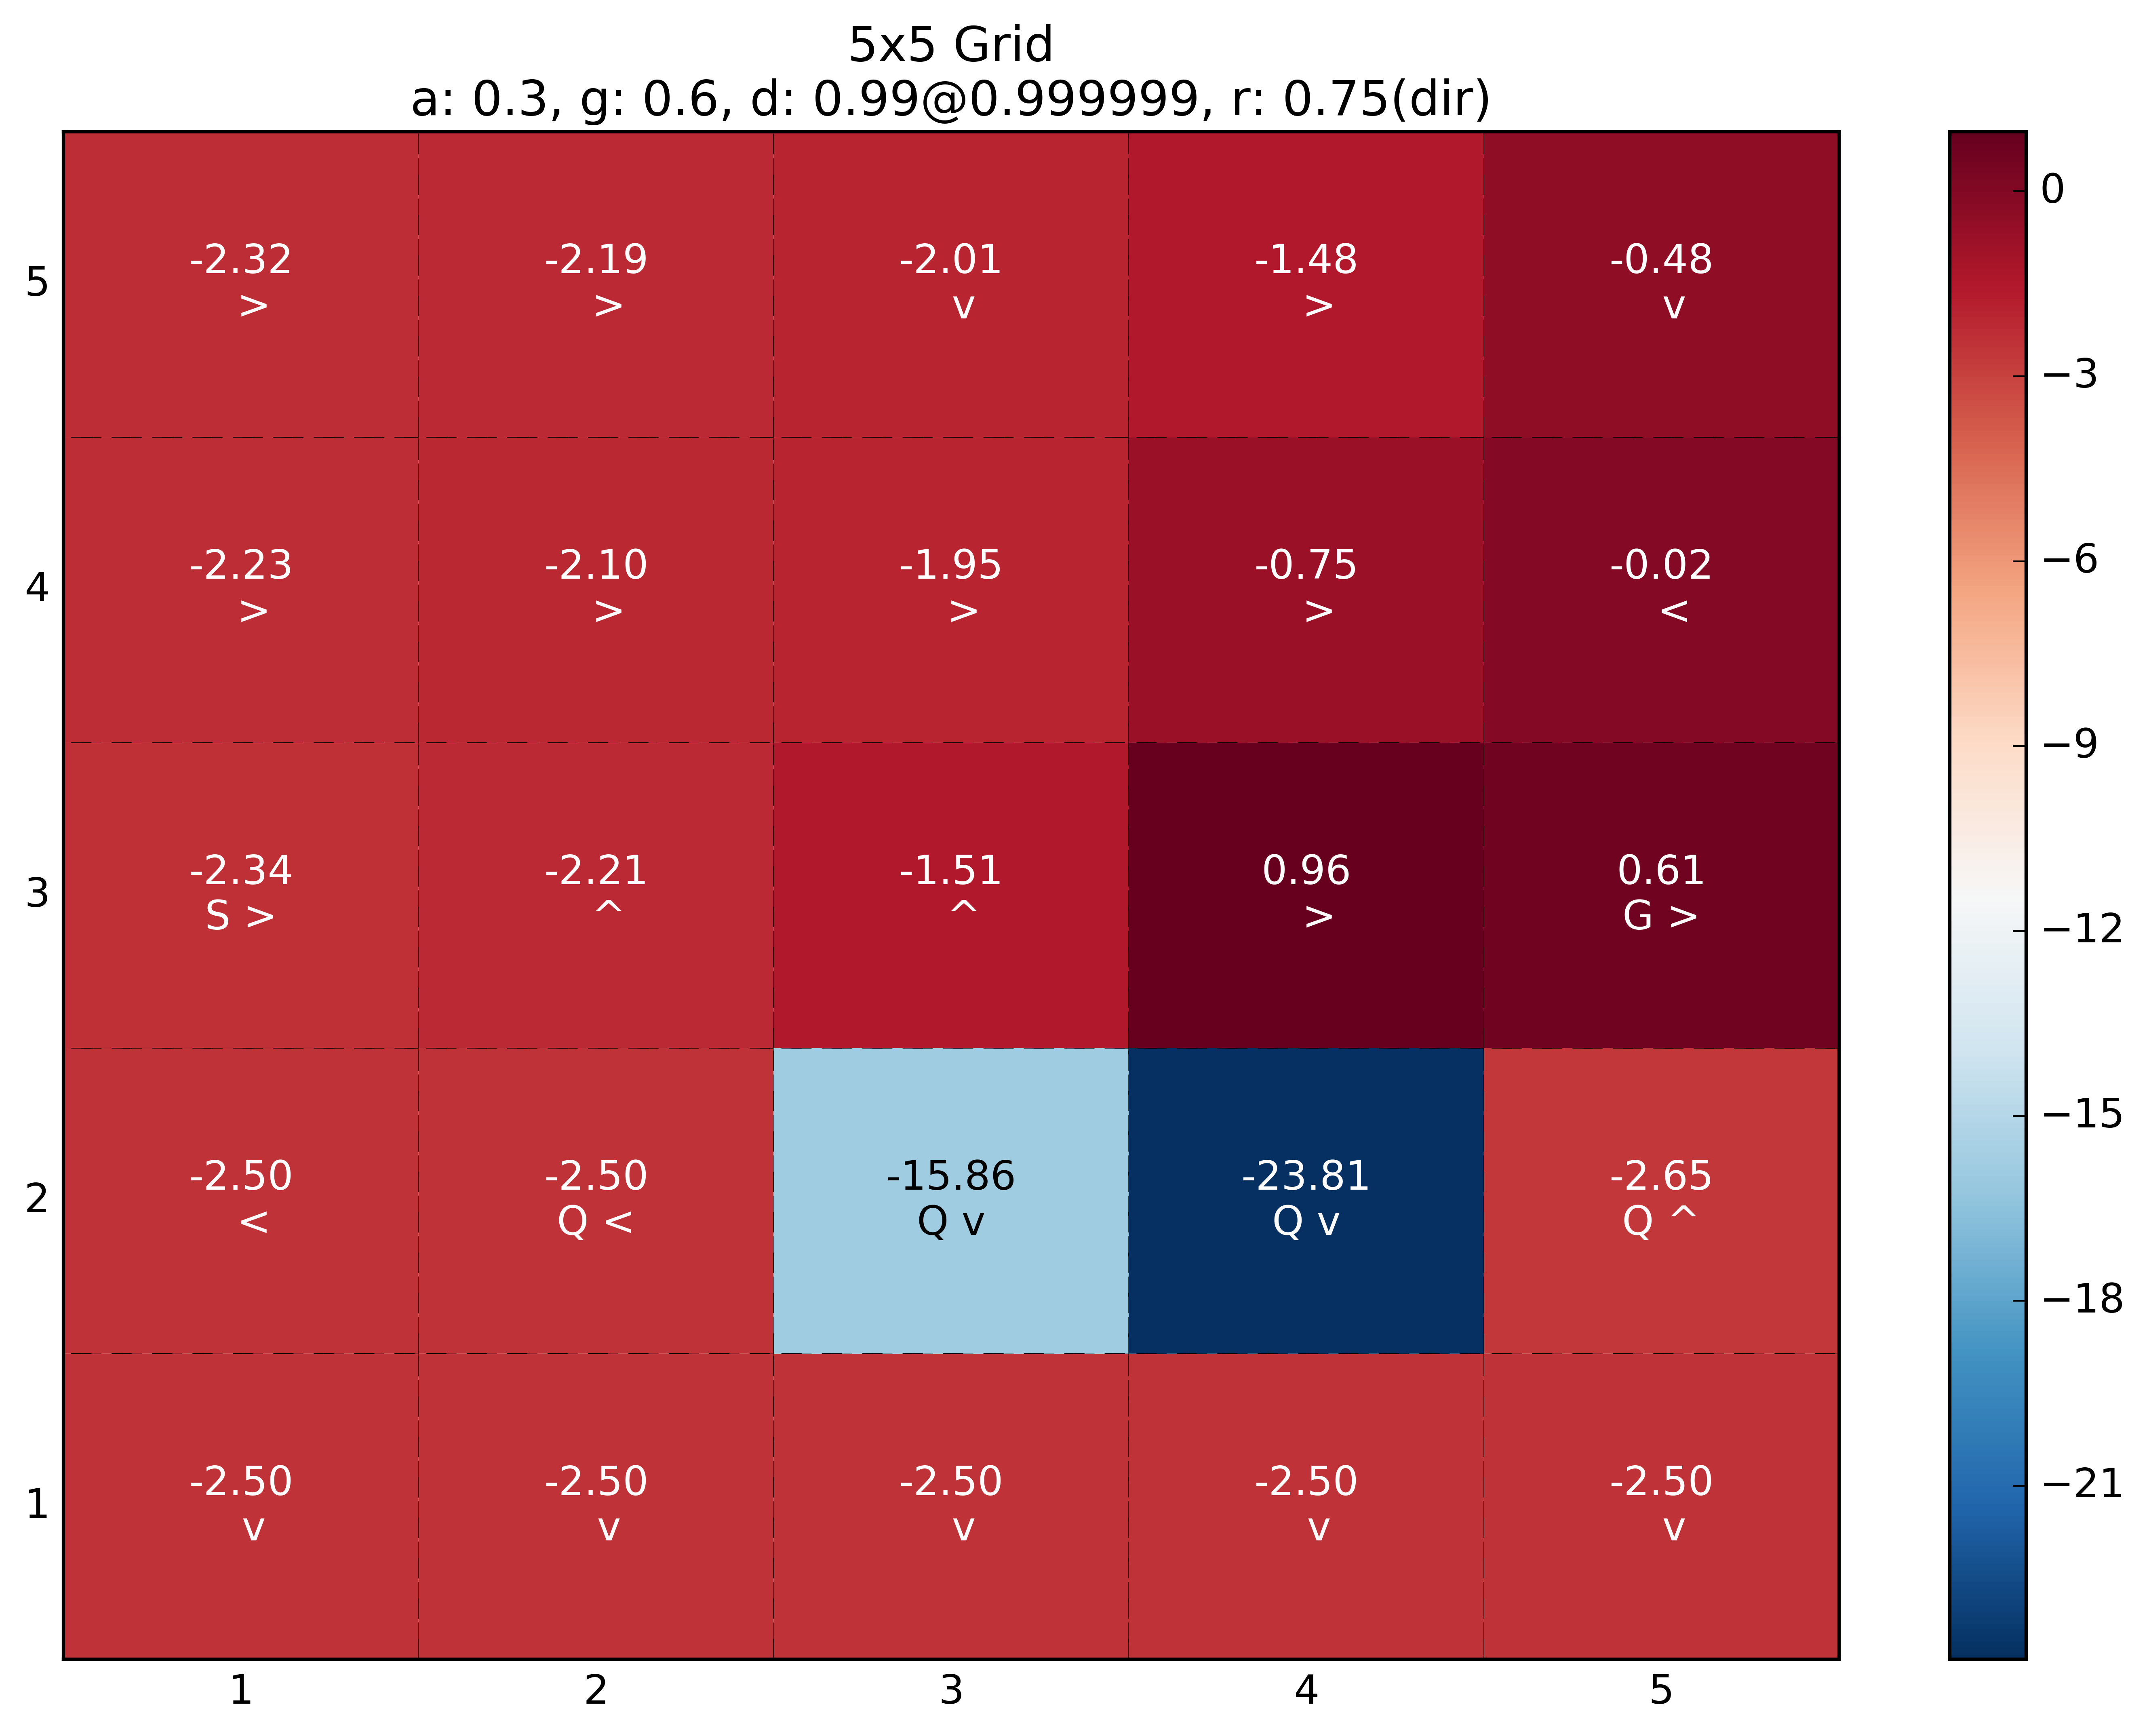 5x5 Grid
a: 0.3, g: 0.6, d: 0.99@0.999999, r: 0.75(dir)
5
-2.32 -2.19 -2.01 -1.48 -0.48
> > v > v
4
-2.23 -2.10 -1.95 -0.75 -0.02
> > > > <
3
-2.34 -2.21 -1.51 0.96 0.61
S > ^ ^ > G >
2
-2.50 -2.50 -15.86 -23.81 -2.65
< Q < Q v Q v Q ^
1
-2.50 -2.50 -2.50 -2.50 -2.50
v v v v v
1 2 3 4 5
0
−3
−6
−9
−12
−15
−18
−21